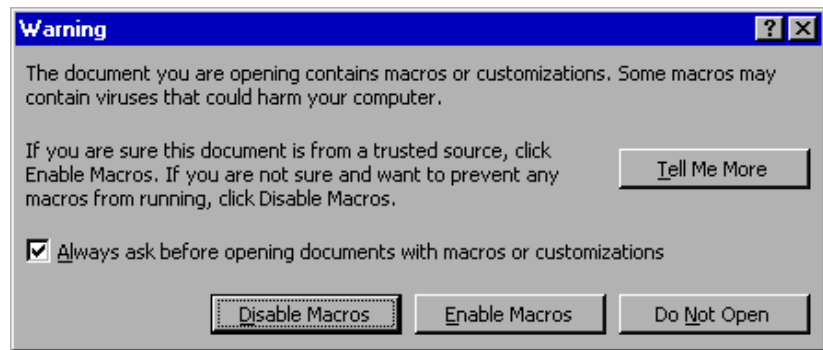 Warning
The document you are opening contains macros or customizations. Some macros may
contain viruses that could harm your computer.
If you are sure this document is from a trusted source, click
Enable Macros. If you are not sure and want to prevent any
macros from running, click Disable Macros.
Tell Me More
Always ask before opening documents with macros or customizations
Disable Macros Enable Macros Do Not Open